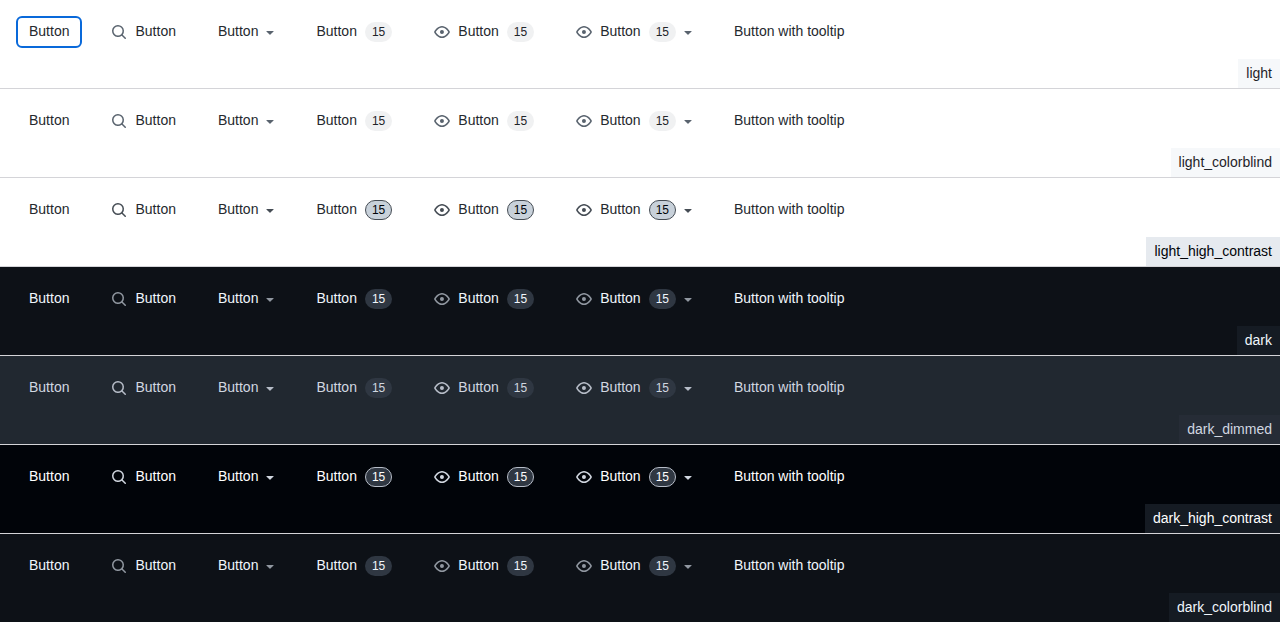 Button Button Button Button 15 Button 15 Button 15 Button with tooltip
light
Button Button Button Button 15 Button 15 Button 15 Button with tooltip
light_colorblind
Button Button Button Button 15 Button 15 Button 15 Button with tooltip
light_high_contrast
Button Button Button Button 15 Button 15 Button 15 Button with tooltip
dark
Button Button Button Button 15 Button 15 Button 15 Button with tooltip
dark_dimmed
Button Button Button Button 15 Button 15 Button 15 Button with tooltip
dark_high_contrast
Button Button Button Button 15 Button 15 Button 15 Button with tooltip
dark_colorblind